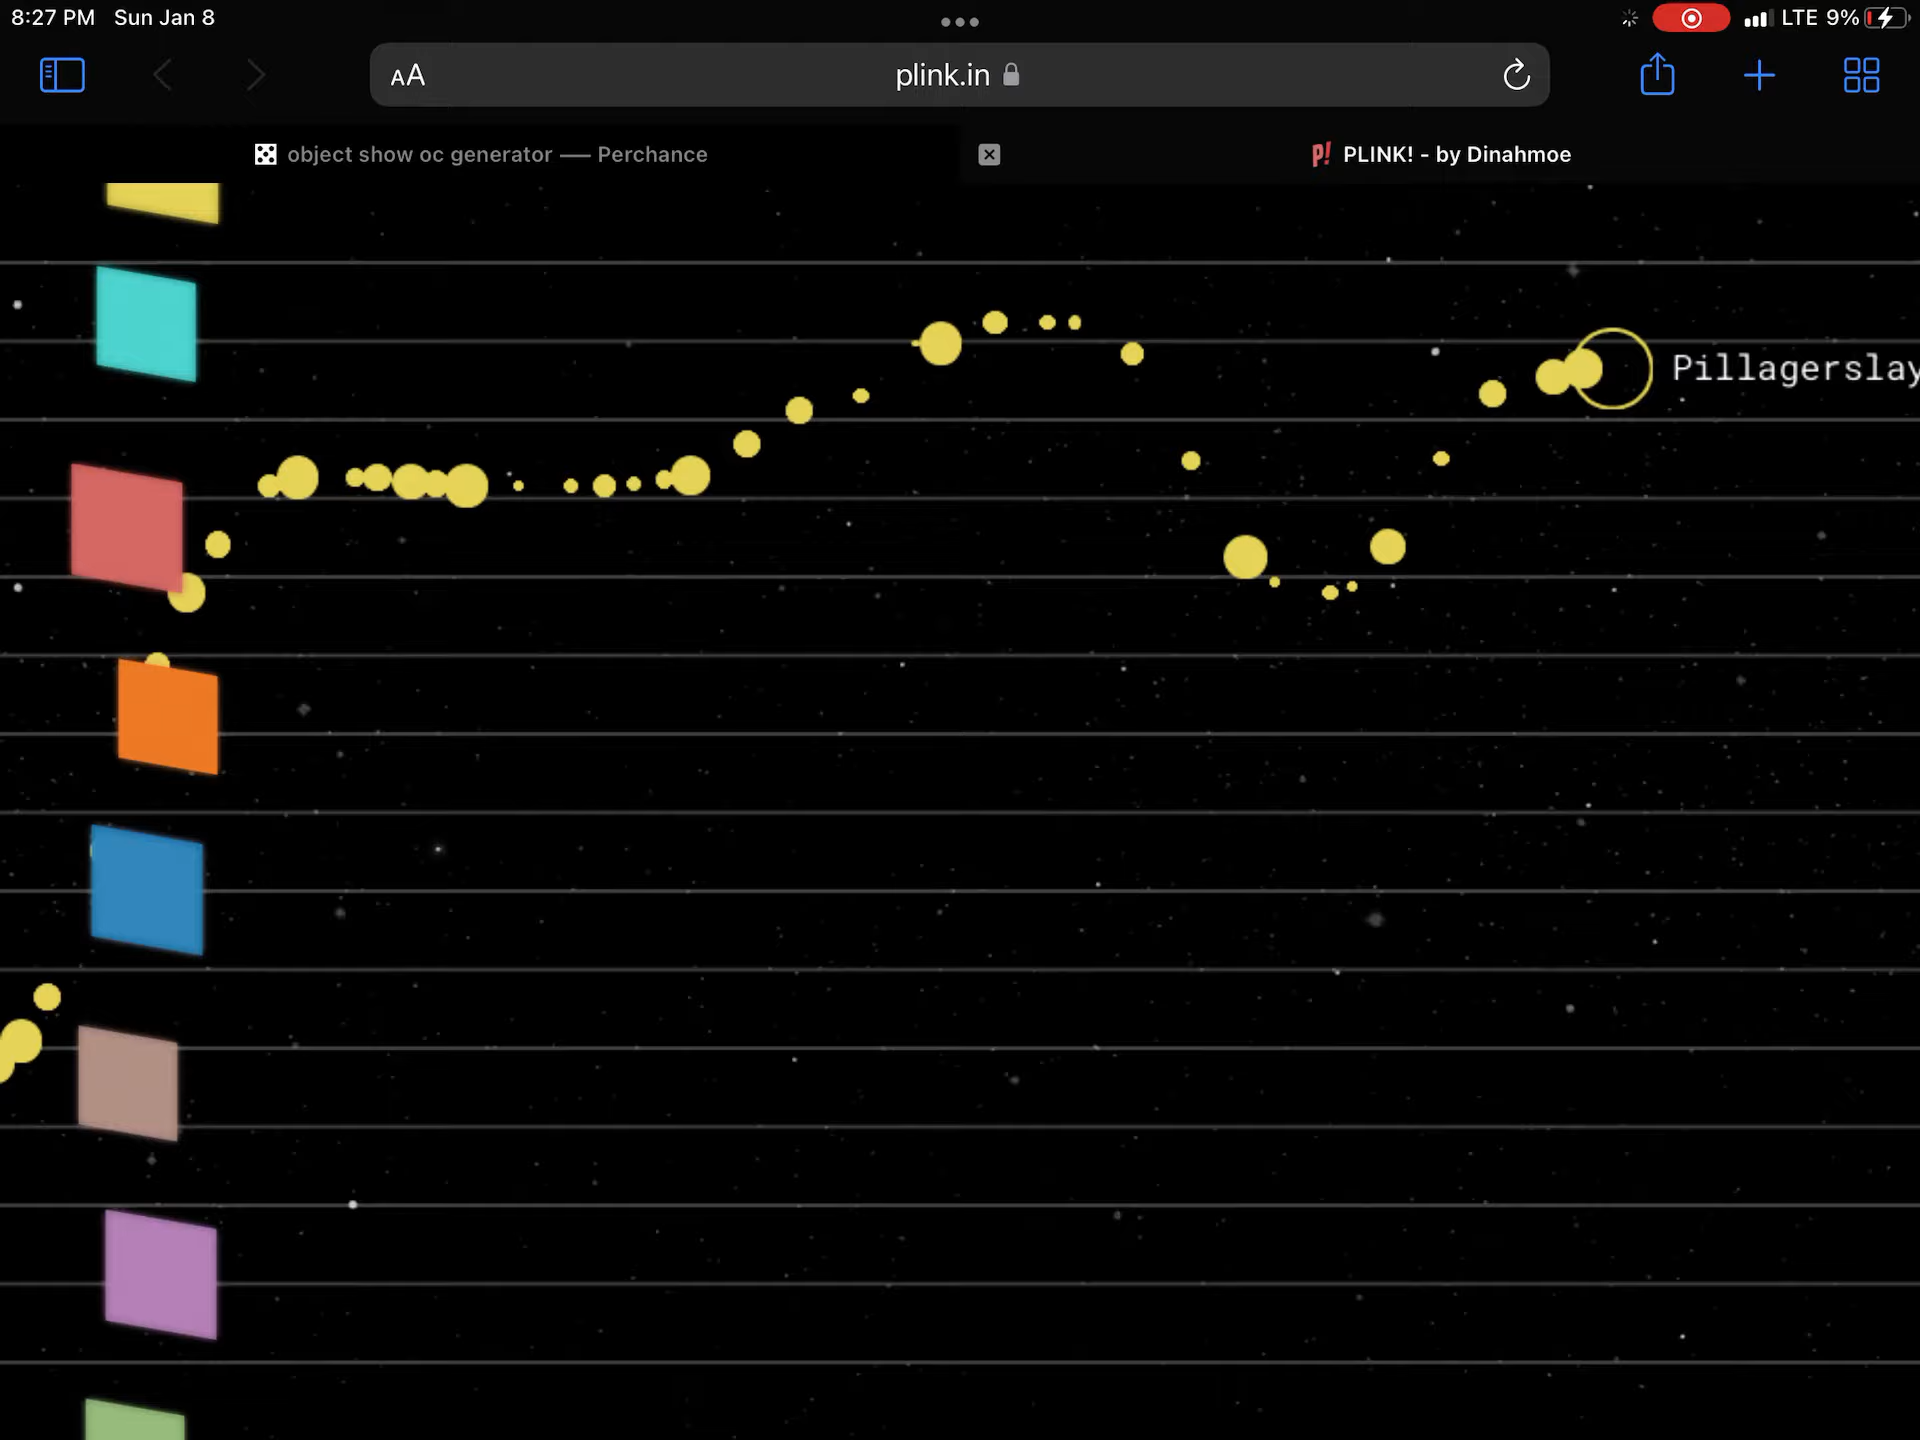 8:27 PM Sun Jan 8
LTE 9%
AA
plink.in
object show oc generator — Perchance
p! PLINK! - by Dinahmoe
Pillagerslay